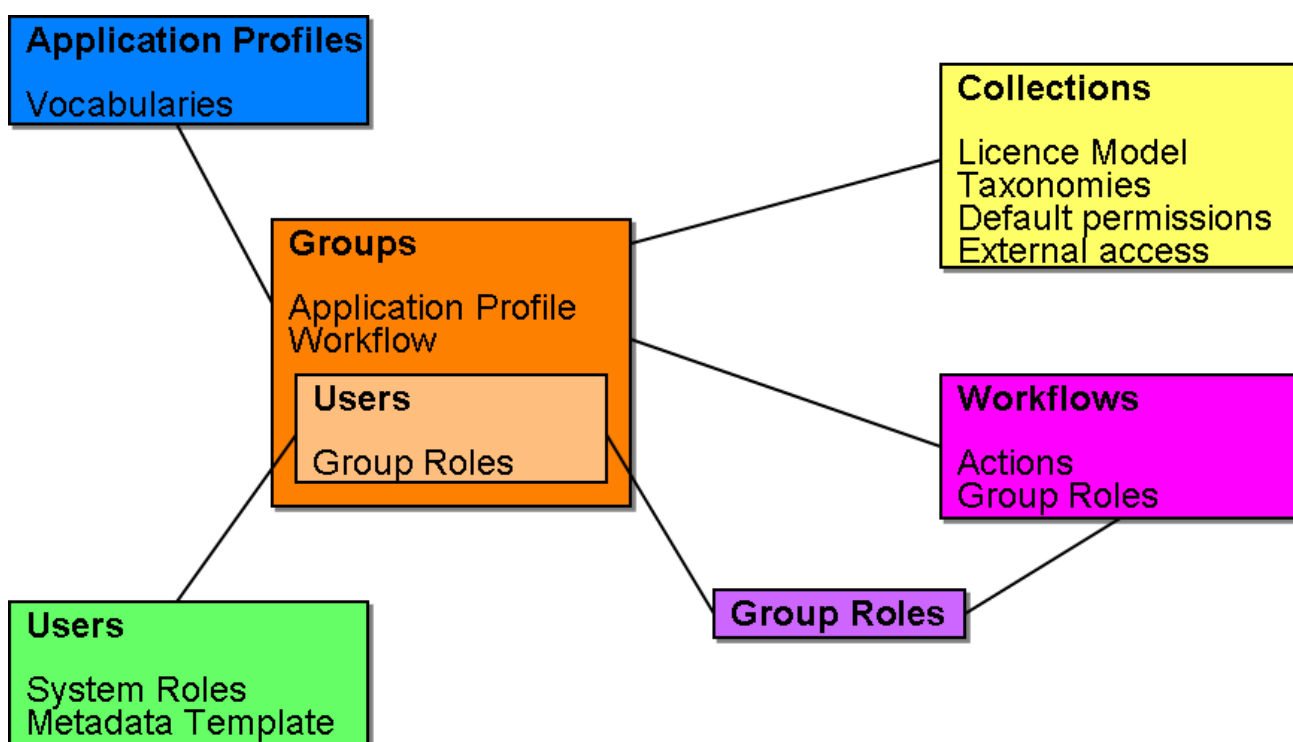 Application Profiles
Vocabularies
Collections
Licence Model
Taxonomies
Default permissions
External access
Groups
Application Profile
Workflow
Users
Group Roles
Workflows
Actions
Group Roles
Group Roles
Users
System Roles
Metadata Template